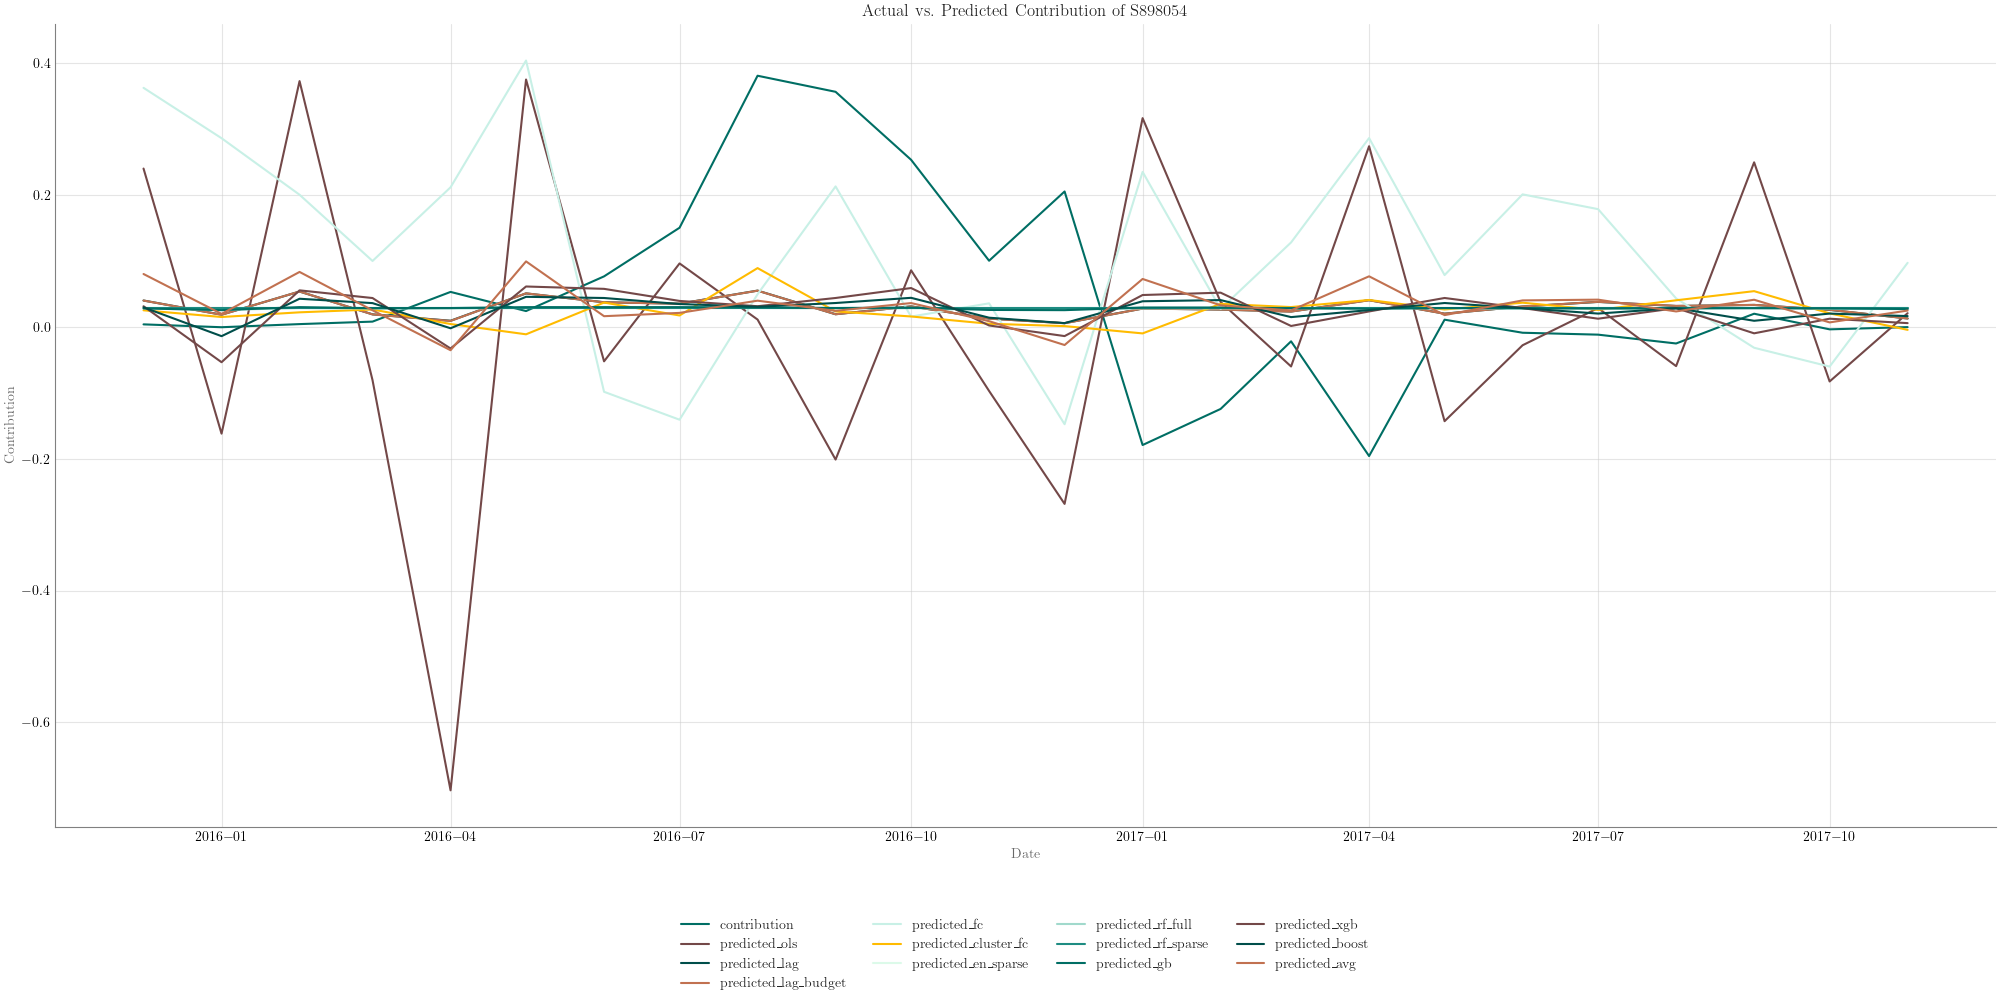 Actual vs. Predicted Contribution of S898054
0.4
0.2
0.0
−0.2
−0.4
−0.6
Contribution
2016−01 2016−04 2016−07 2016−10 2017−01 2017−04 2017−07 2017−10
Date
contribution predicted_fc predicted_rf_full predicted_xgb
predicted_ols predicted_cluster_fc predicted_rf_sparse predicted_boost
predicted_lag predicted_en_sparse predicted_gb predicted_avg
predicted_lag_budget